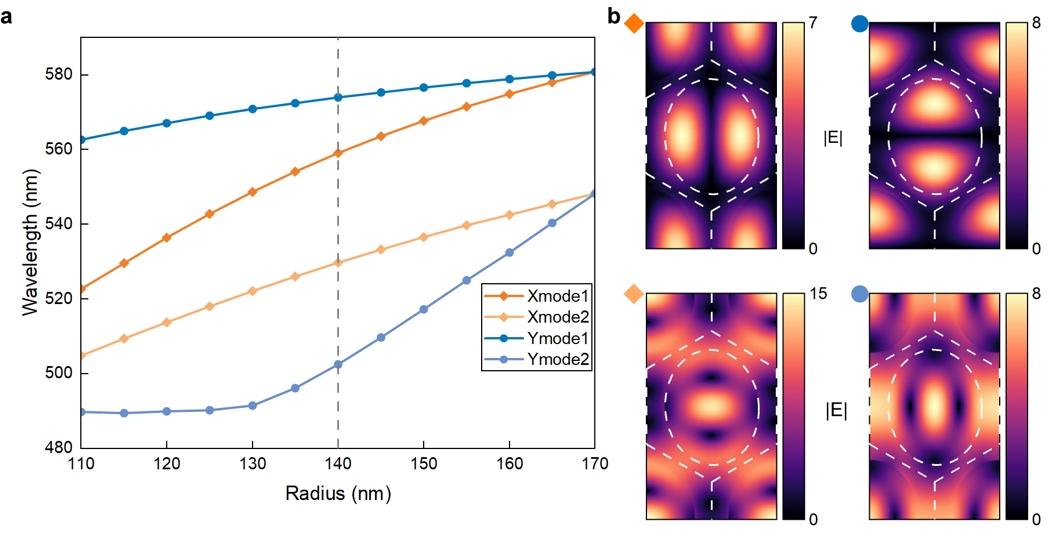 a
Wavelength (nm)
580
560
540
520
500
480
110
120
130
140
150
160
170
Radius (nm)
Xmode1
Xmode2
Ymode1
Ymode2
b
7
0
|E|
8
0
15
0
|E|
8
0